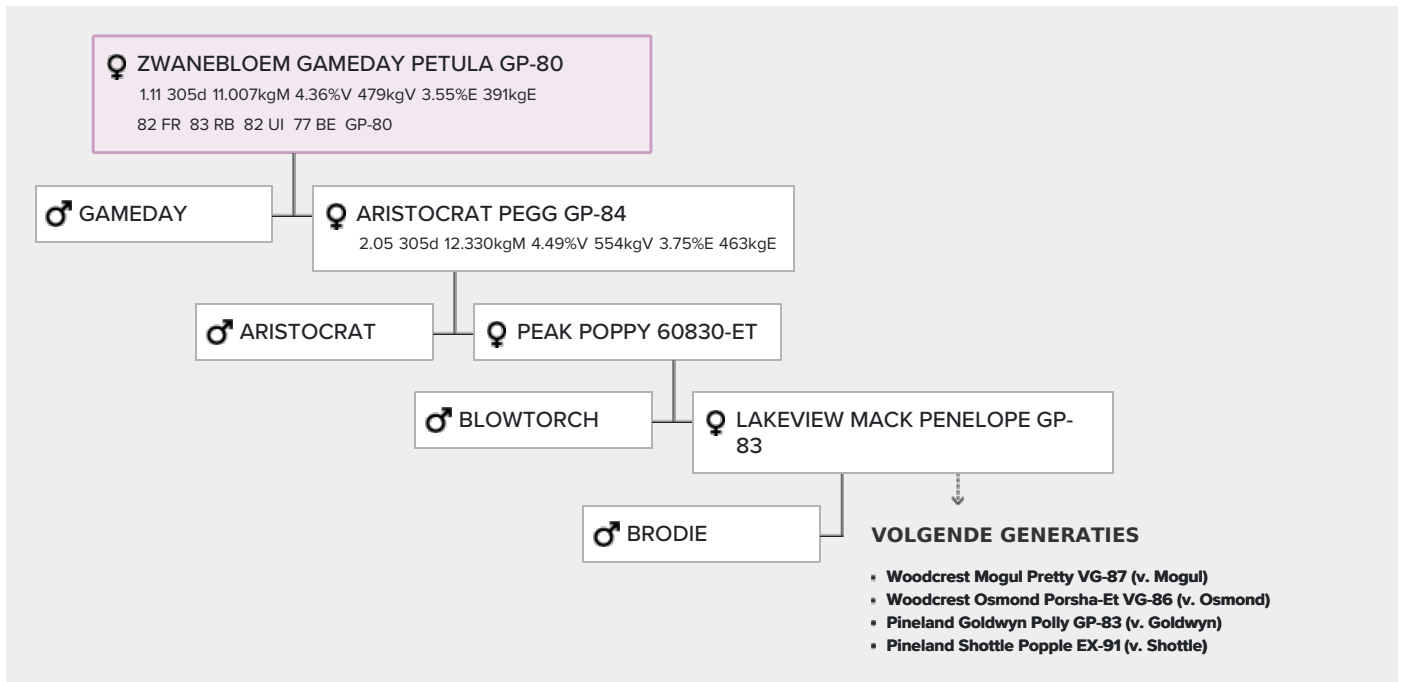 ZWANEBLOEM GAMEDAY PETULA GP-80
1.11 305d 11.007kgM 4.36%V 479kgV 3.55%E 391kgE
82 FR 83 RB 82 UI 77 BE GP-80
GAMEDAY
ARISTOCRAT PEGG GP-84
2.05 305d 12.330kgM 4.49%V 554kgV 3.75%E 463kgE
ARISTOCRAT
PEAK POPPY 60830-ET
BLOWTORCH
LAKEVIEW MACK PENELOPE GP-
83
BRODIE
VOLGENDE GENERATIES
Woodcrest Mogul Pretty VG-87 (v. Mogul)
Woodcrest Osmond Porsha-Et VG-86 (v. Osmond)
Pineland Goldwyn Polly GP-83 (v. Goldwyn)
Pineland Shottle Popple EX-91 (v. Shottle)